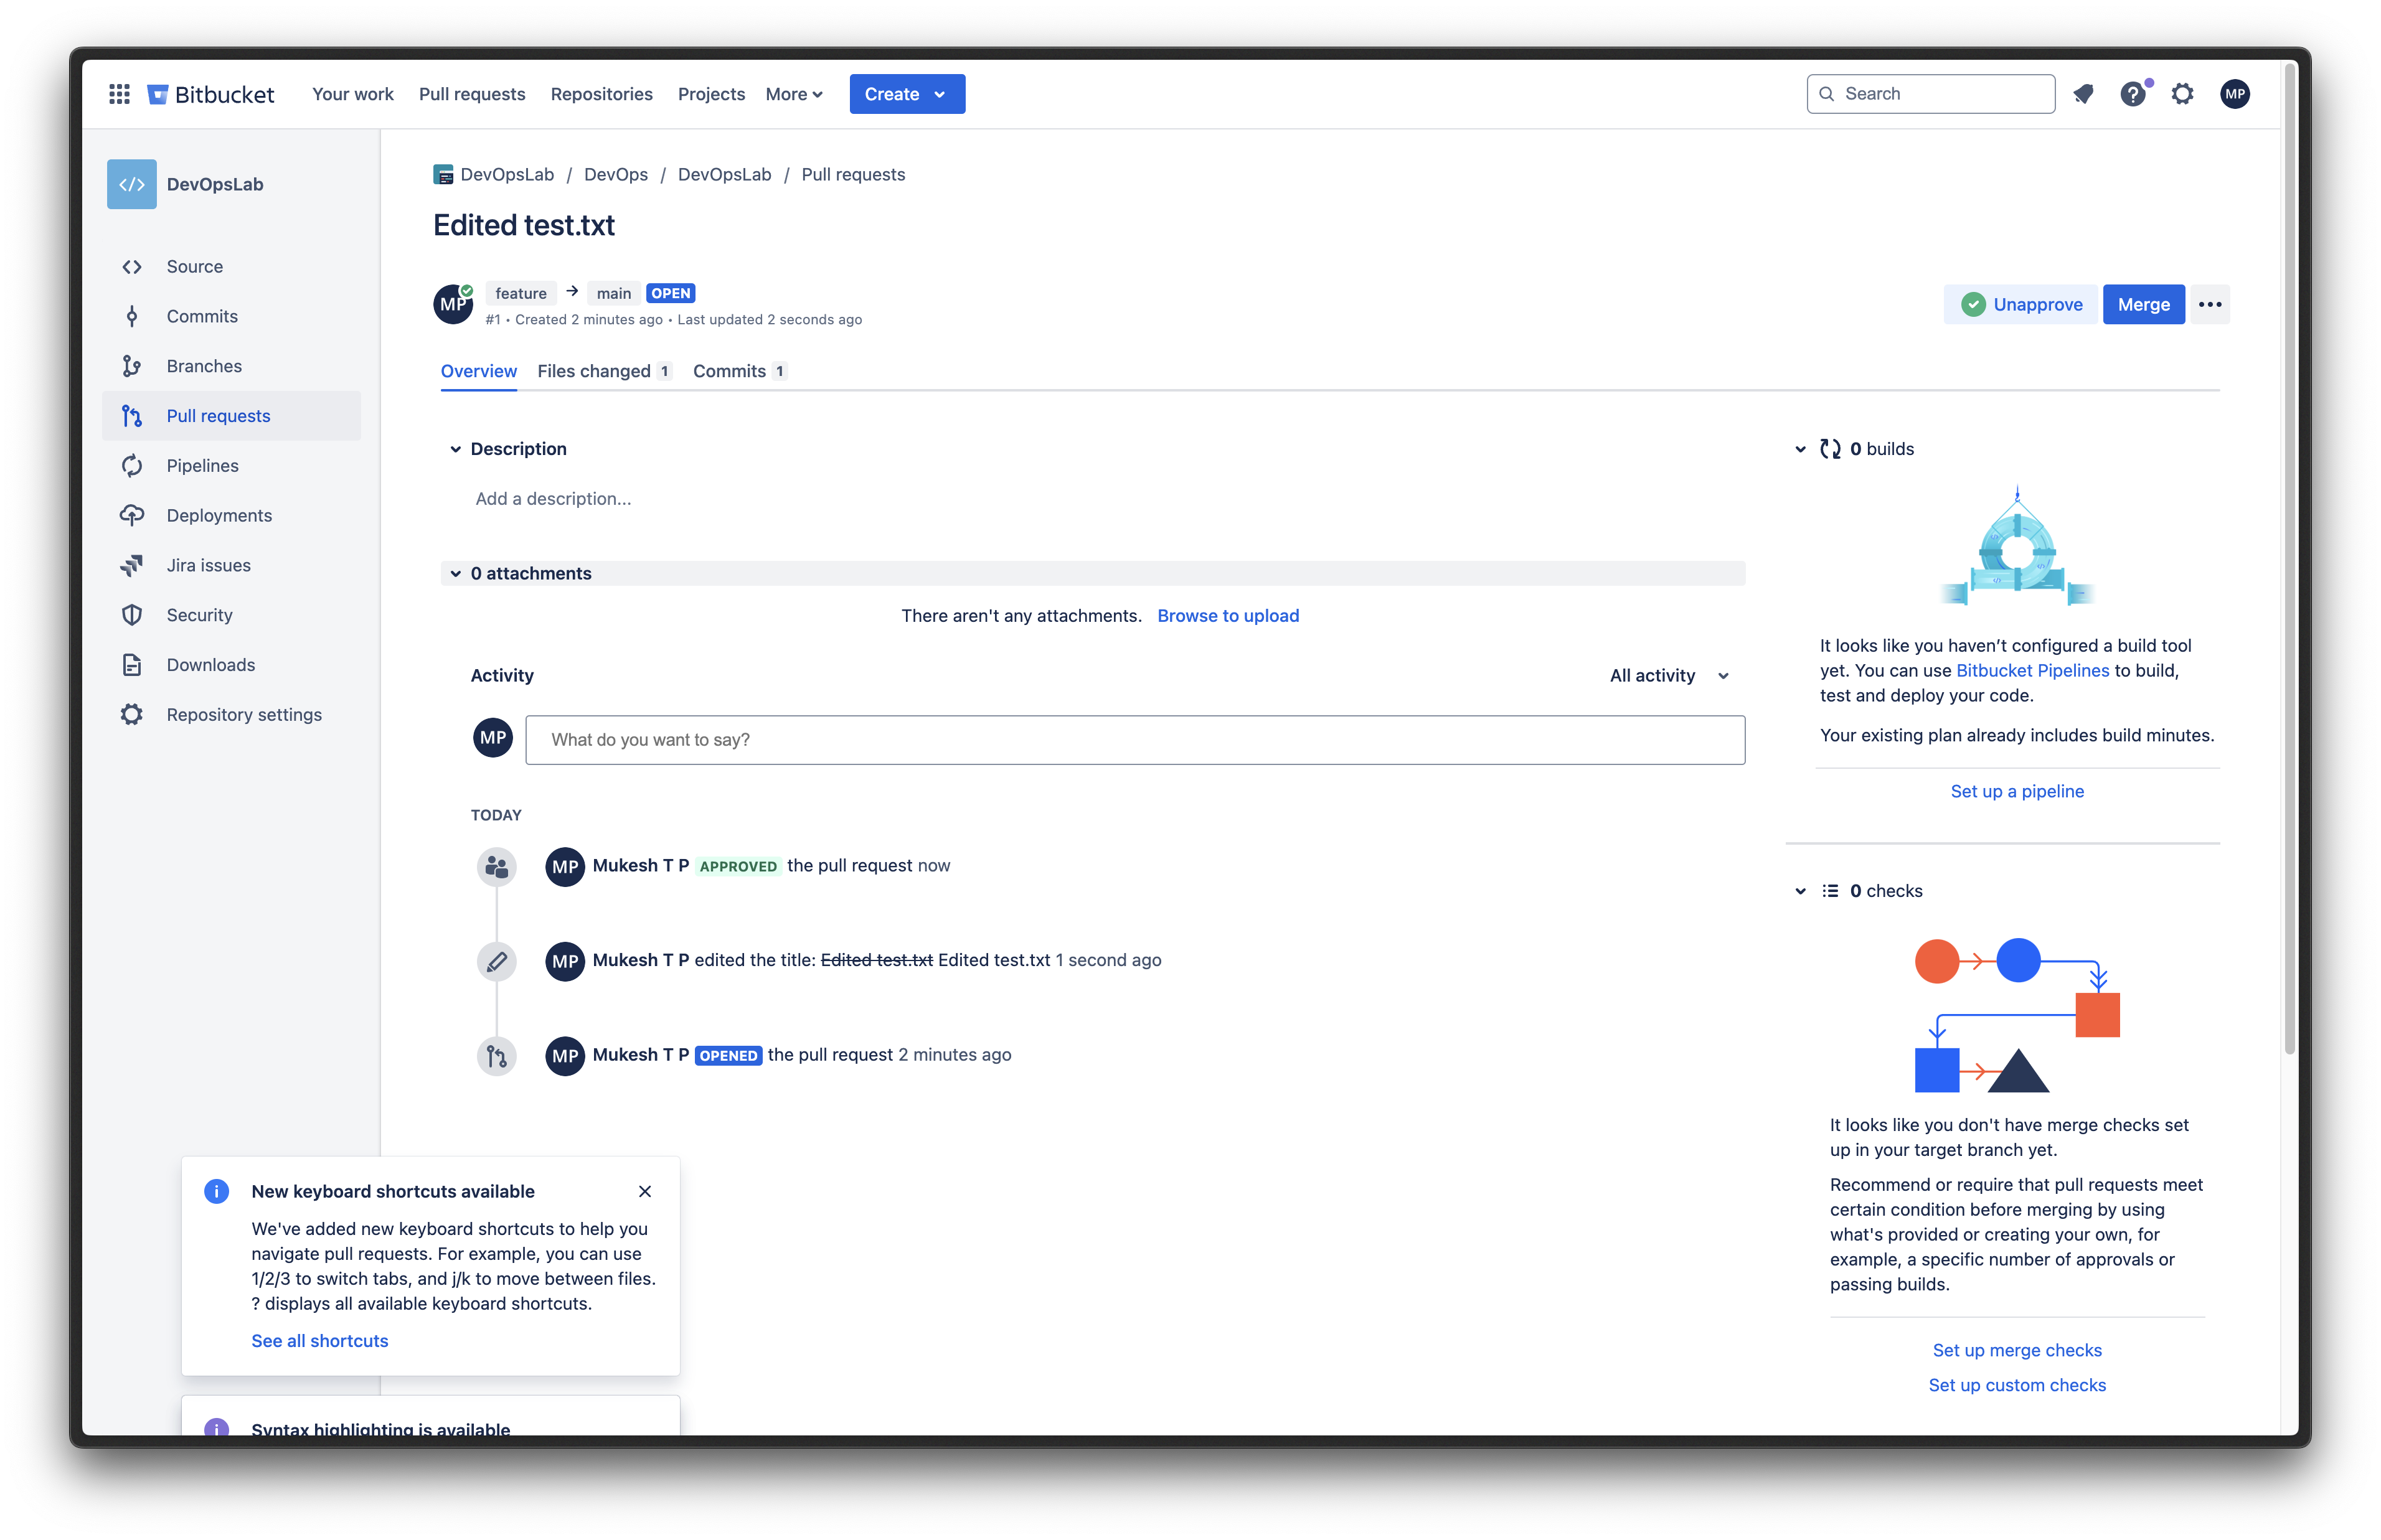 Bitbucket
Your work
Pull requests
Repositories
Projects
More
Create
Search
MP
</>
DevOpsLab
Source
Commits
Branches
Pull requests
Pipelines
Deployments
Jira issues
Security
Downloads
Repository settings
DevOpsLab / DevOps / DevOpsLab / Pull requests
Edited test.txt
MP
feature → main OPEN
#1 • Created 2 minutes ago • Last updated 2 seconds ago
Unapprove
Merge
Overview
Files changed 1
Commits 1
Description
Add a description...
0 attachments
There aren't any attachments. Browse to upload
Activity
All activity
MP
What do you want to say?
TODAY
MP Mukesh T P APPROVED the pull request now
MP Mukesh T P edited the title: Edited test.txt Edited test.txt 1 second ago
MP Mukesh T P OPENED the pull request 2 minutes ago
0 builds
It looks like you haven’t configured a build tool
yet. You can use Bitbucket Pipelines to build,
test and deploy your code.
Your existing plan already includes build minutes.
Set up a pipeline
0 checks
It looks like you don't have merge checks set
up in your target branch yet.
Recommend or require that pull requests meet
certain condition before merging by using
what's provided or creating your own, for
example, a specific number of approvals or
passing builds.
Set up merge checks
Set up custom checks
New keyboard shortcuts available
We've added new keyboard shortcuts to help you
navigate pull requests. For example, you can use
1/2/3 to switch tabs, and j/k to move between files.
? displays all available keyboard shortcuts.
See all shortcuts
Syntax highlighting is available